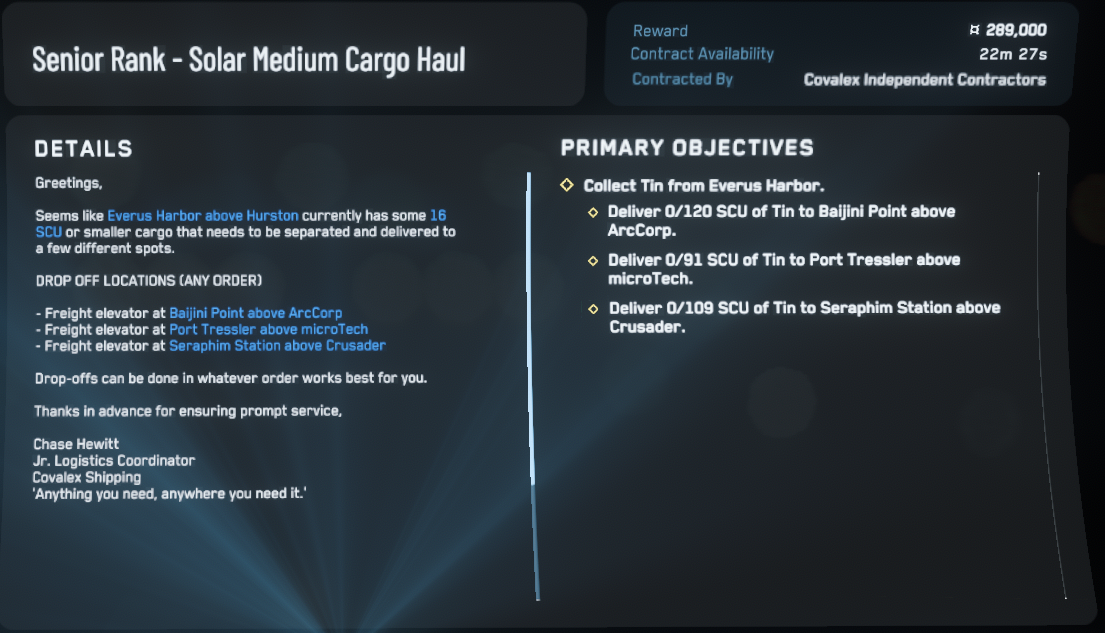 Senior Rank - Solar Medium Cargo Haul
Reward
¤ 289,000
Contract Availability
22m 27s
Contracted By
Covalex Independent Contractors
DETAILS
Greetings,
Seems like Everus Harbor above Hurston currently has some 16
SCU or smaller cargo that needs to be separated and delivered to
a few different spots.
DROP OFF LOCATIONS (ANY ORDER)
- Freight elevator at Baijini Point above ArcCorp
- Freight elevator at Port Tressler above microTech
- Freight elevator at Seraphim Station above Crusader
Drop-offs can be done in whatever order works best for you.
Thanks in advance for ensuring prompt service,
Chase Hewitt
Jr. Logistics Coordinator
Covalex Shipping
'Anything you need, anywhere you need it.'
PRIMARY OBJECTIVES
Collect Tin from Everus Harbor.
Deliver 0/120 SCU of Tin to Baijini Point above
ArcCorp.
Deliver 0/91 SCU of Tin to Port Tressler above
microTech.
Deliver 0/109 SCU of Tin to Seraphim Station above
Crusader.